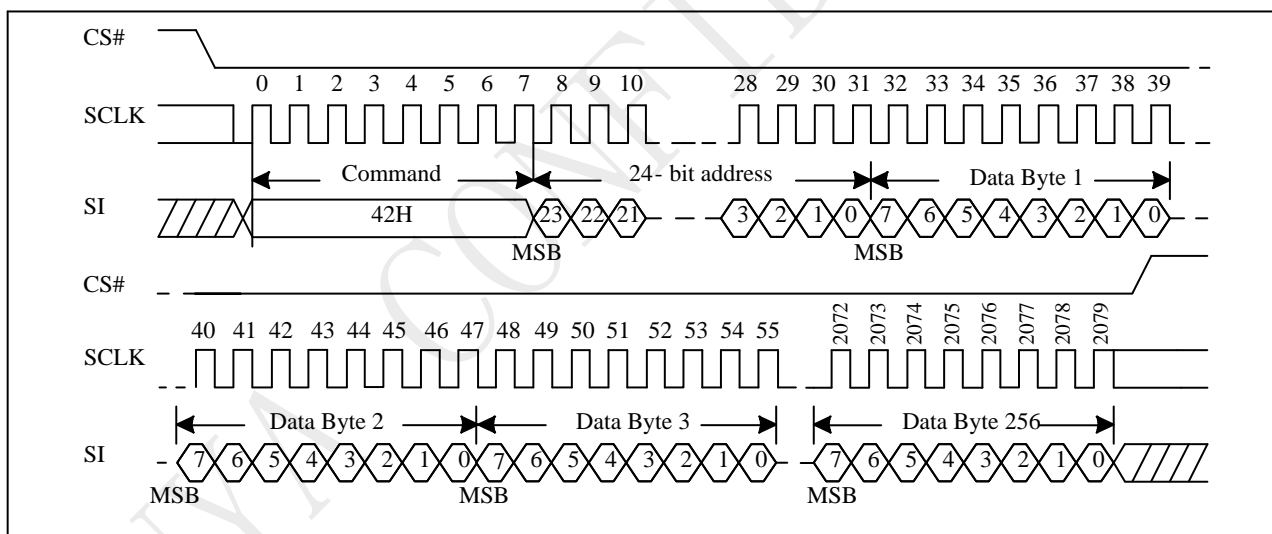 CS#
0 1 2 3 4 5 6 7 8 9 10 28 29 30 31 32 33 34 35 36 37 38 39
SCLK
Command 24- bit address Data Byte 1
SI 42H 23 22 21 3 2 1 0 7 6 5 4 3 2 1 0
MSB MSB
CS#
40 41 42 43 44 45 46 47 48 49 50 51 52 53 54 55 2072 2073 2074 2075 2076 2077 2078 2079
SCLK
Data Byte 2 Data Byte 3 Data Byte 256
SI 7 6 5 4 3 2 1 0 7 6 5 4 3 2 1 0 7 6 5 4 3 2 1 0
MSB MSB MSB